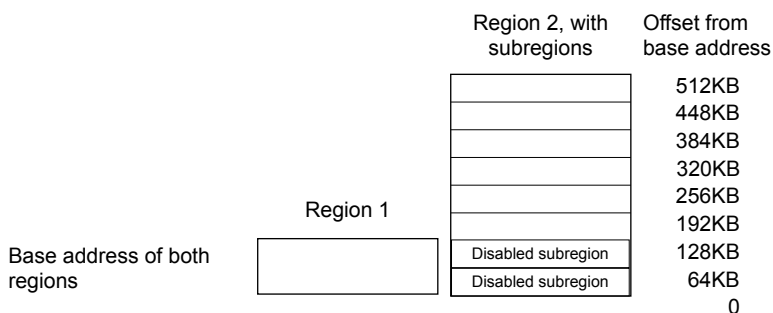 Region 2, with
subregions
Offset from
base address
512KB
448KB
384KB
320KB
256KB
Region 1
192KB
Base address of both
regions
Disabled subregion
128KB
Disabled subregion
64KB
0